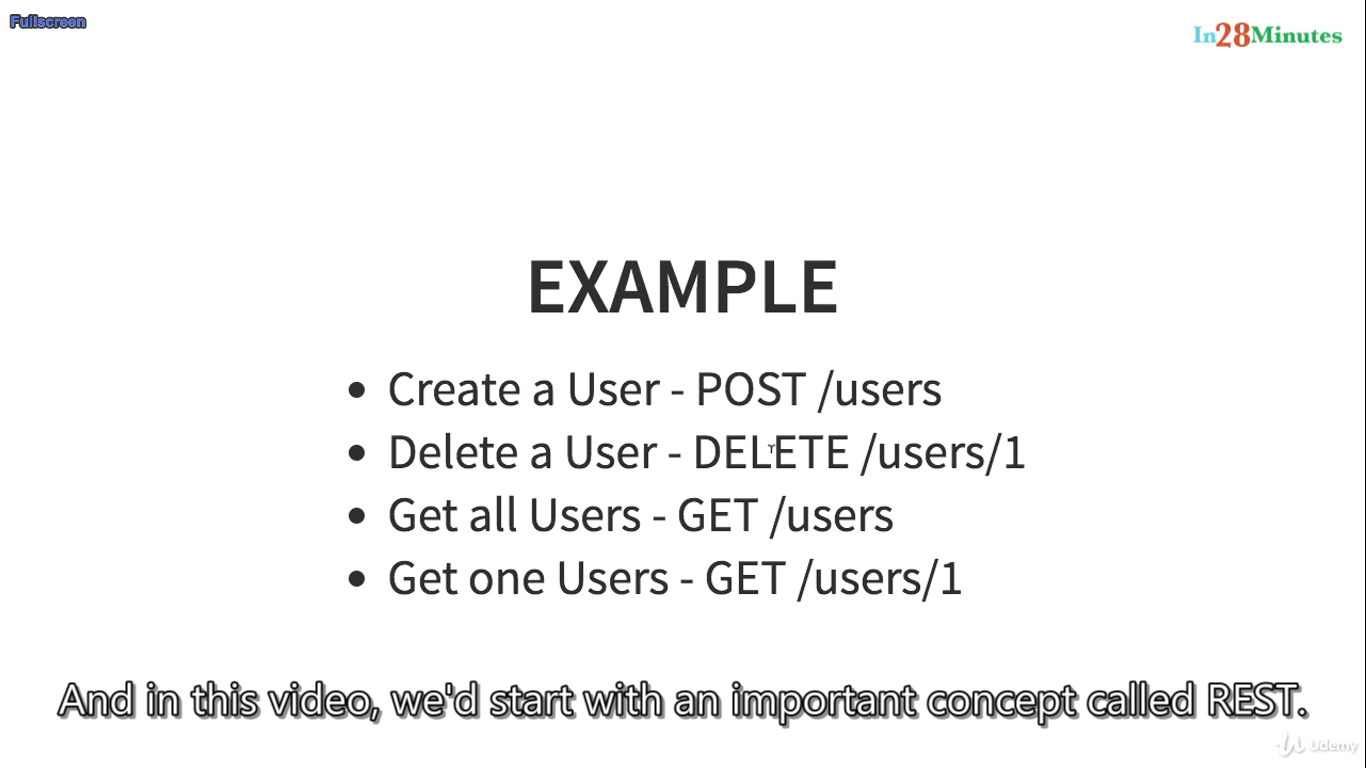 Fullscreen
In28Minutes
EXAMPLE
• Create a User - POST /users
• Delete a User - DELETE /users/1
• Get all Users - GET /users
• Get one Users - GET /users/1
And in this video, we'd start with an important concept called REST.
Udemy